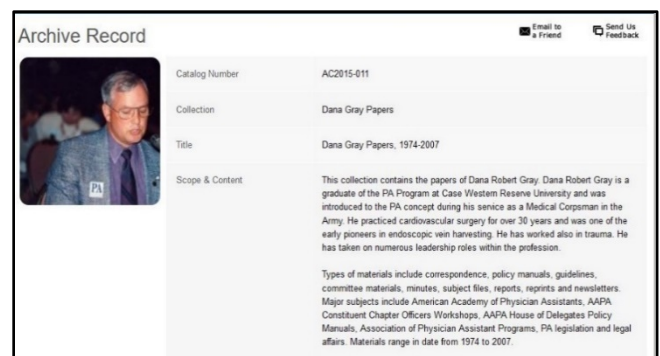 Archive Record
Email to
a Friend
Send Us
Feedback
PA
Catalog Number
AC2015-011
Collection
Dana Gray Papers
Title
Dana Gray Papers, 1974-2007
Scope & Content
This collection contains the papers of Dana Robert Gray. Dana Robert Gray is a
graduate of the PA Program at Case Western Reserve University and was
introduced to the PA concept during his service as a Medical Corpsman in the
Army. He practiced cardiovascular surgery for over 30 years and was one of the
early pioneers in endoscopic vein harvesting. He has worked also in trauma. He
has taken on numerous leadership roles within the profession.
Types of materials include correspondence, policy manuals, guidelines,
committee materials, minutes, subject files, reports, reprints and newsletters.
Major subjects include American Academy of Physician Assistants, AAPA
Constituent Chapter Officers Workshops, AAPA House of Delegates Policy
Manuals, Association of Physician Assistant Programs, PA legislation and legal
affairs. Materials range in date from 1974 to 2007.